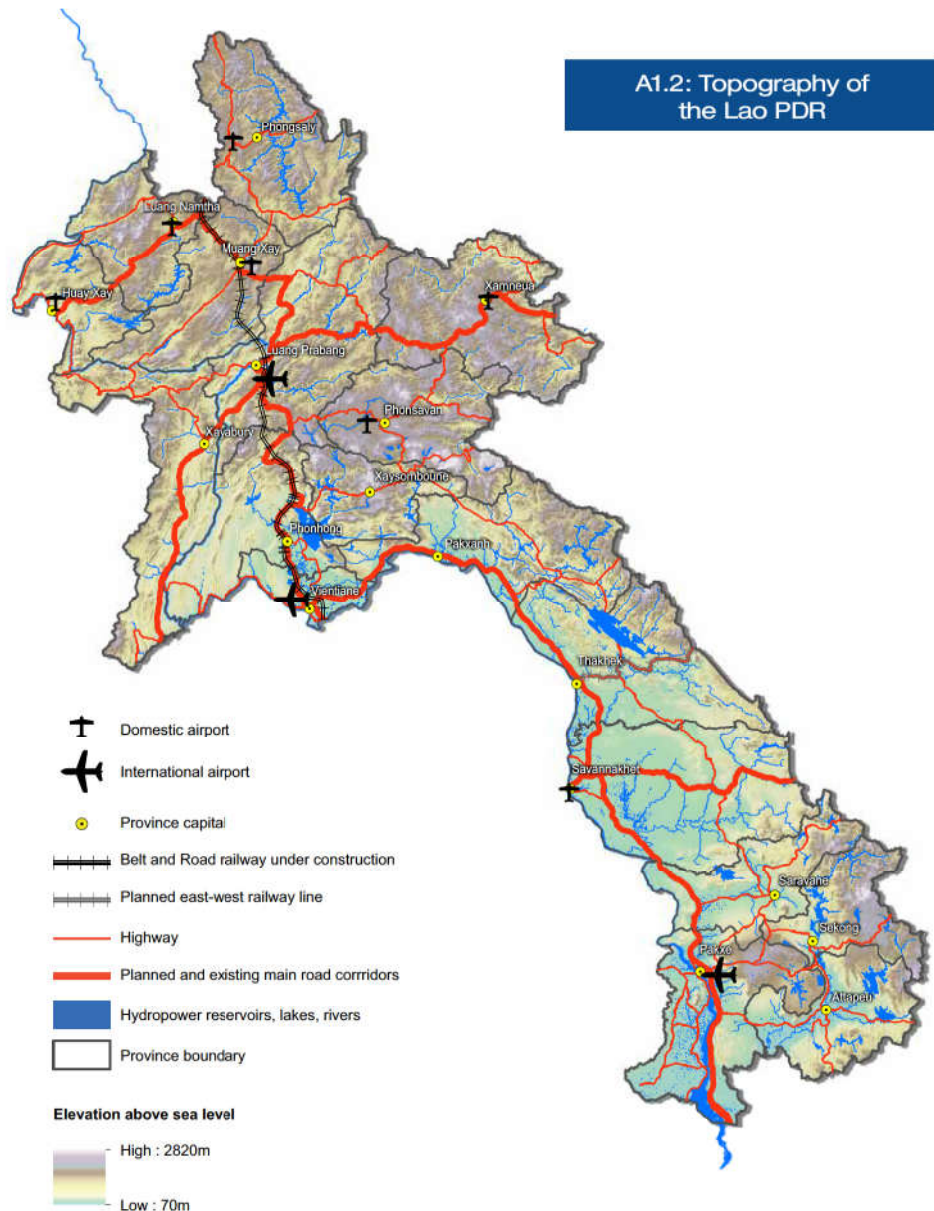 A1.2: Topography of
the Lao PDR
Phongsaly
Luang Namtha
Muang Xay
Huay Xay
Xamneua
Luang Prabang
Phonsavan
Xayabury
Xaysomboune
Phonhong
Pakxanh
Vientiane
Thakhek
Savannakhet
Saravane
Sekong
Pakxe
Attapeu
Domestic airport
International airport
Province capital
Belt and Road railway under construction
Planned east-west railway line
Highway
Planned and existing main road corrridors
Hydropower reservoirs, lakes, rivers
Province boundary
Elevation above sea level
High : 2820m
Low : 70m